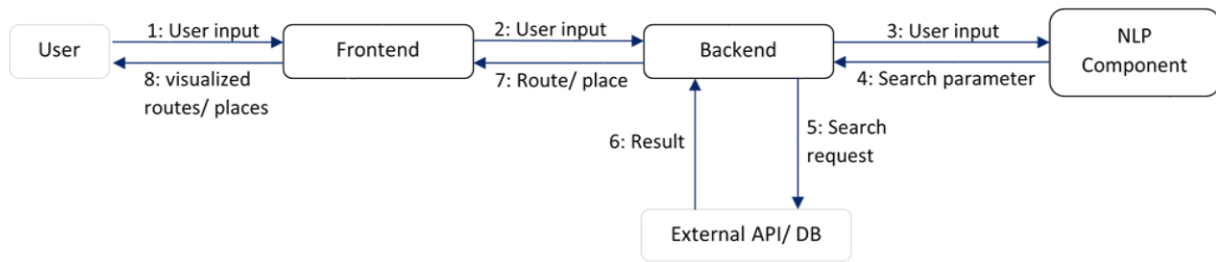 User
1: User input
8: visualized
routes/ places
Frontend
2: User input
7: Route/ place
Backend
3: User input
4: Search parameter
NLP
Component
6: Result
5: Search
request
External API/ DB